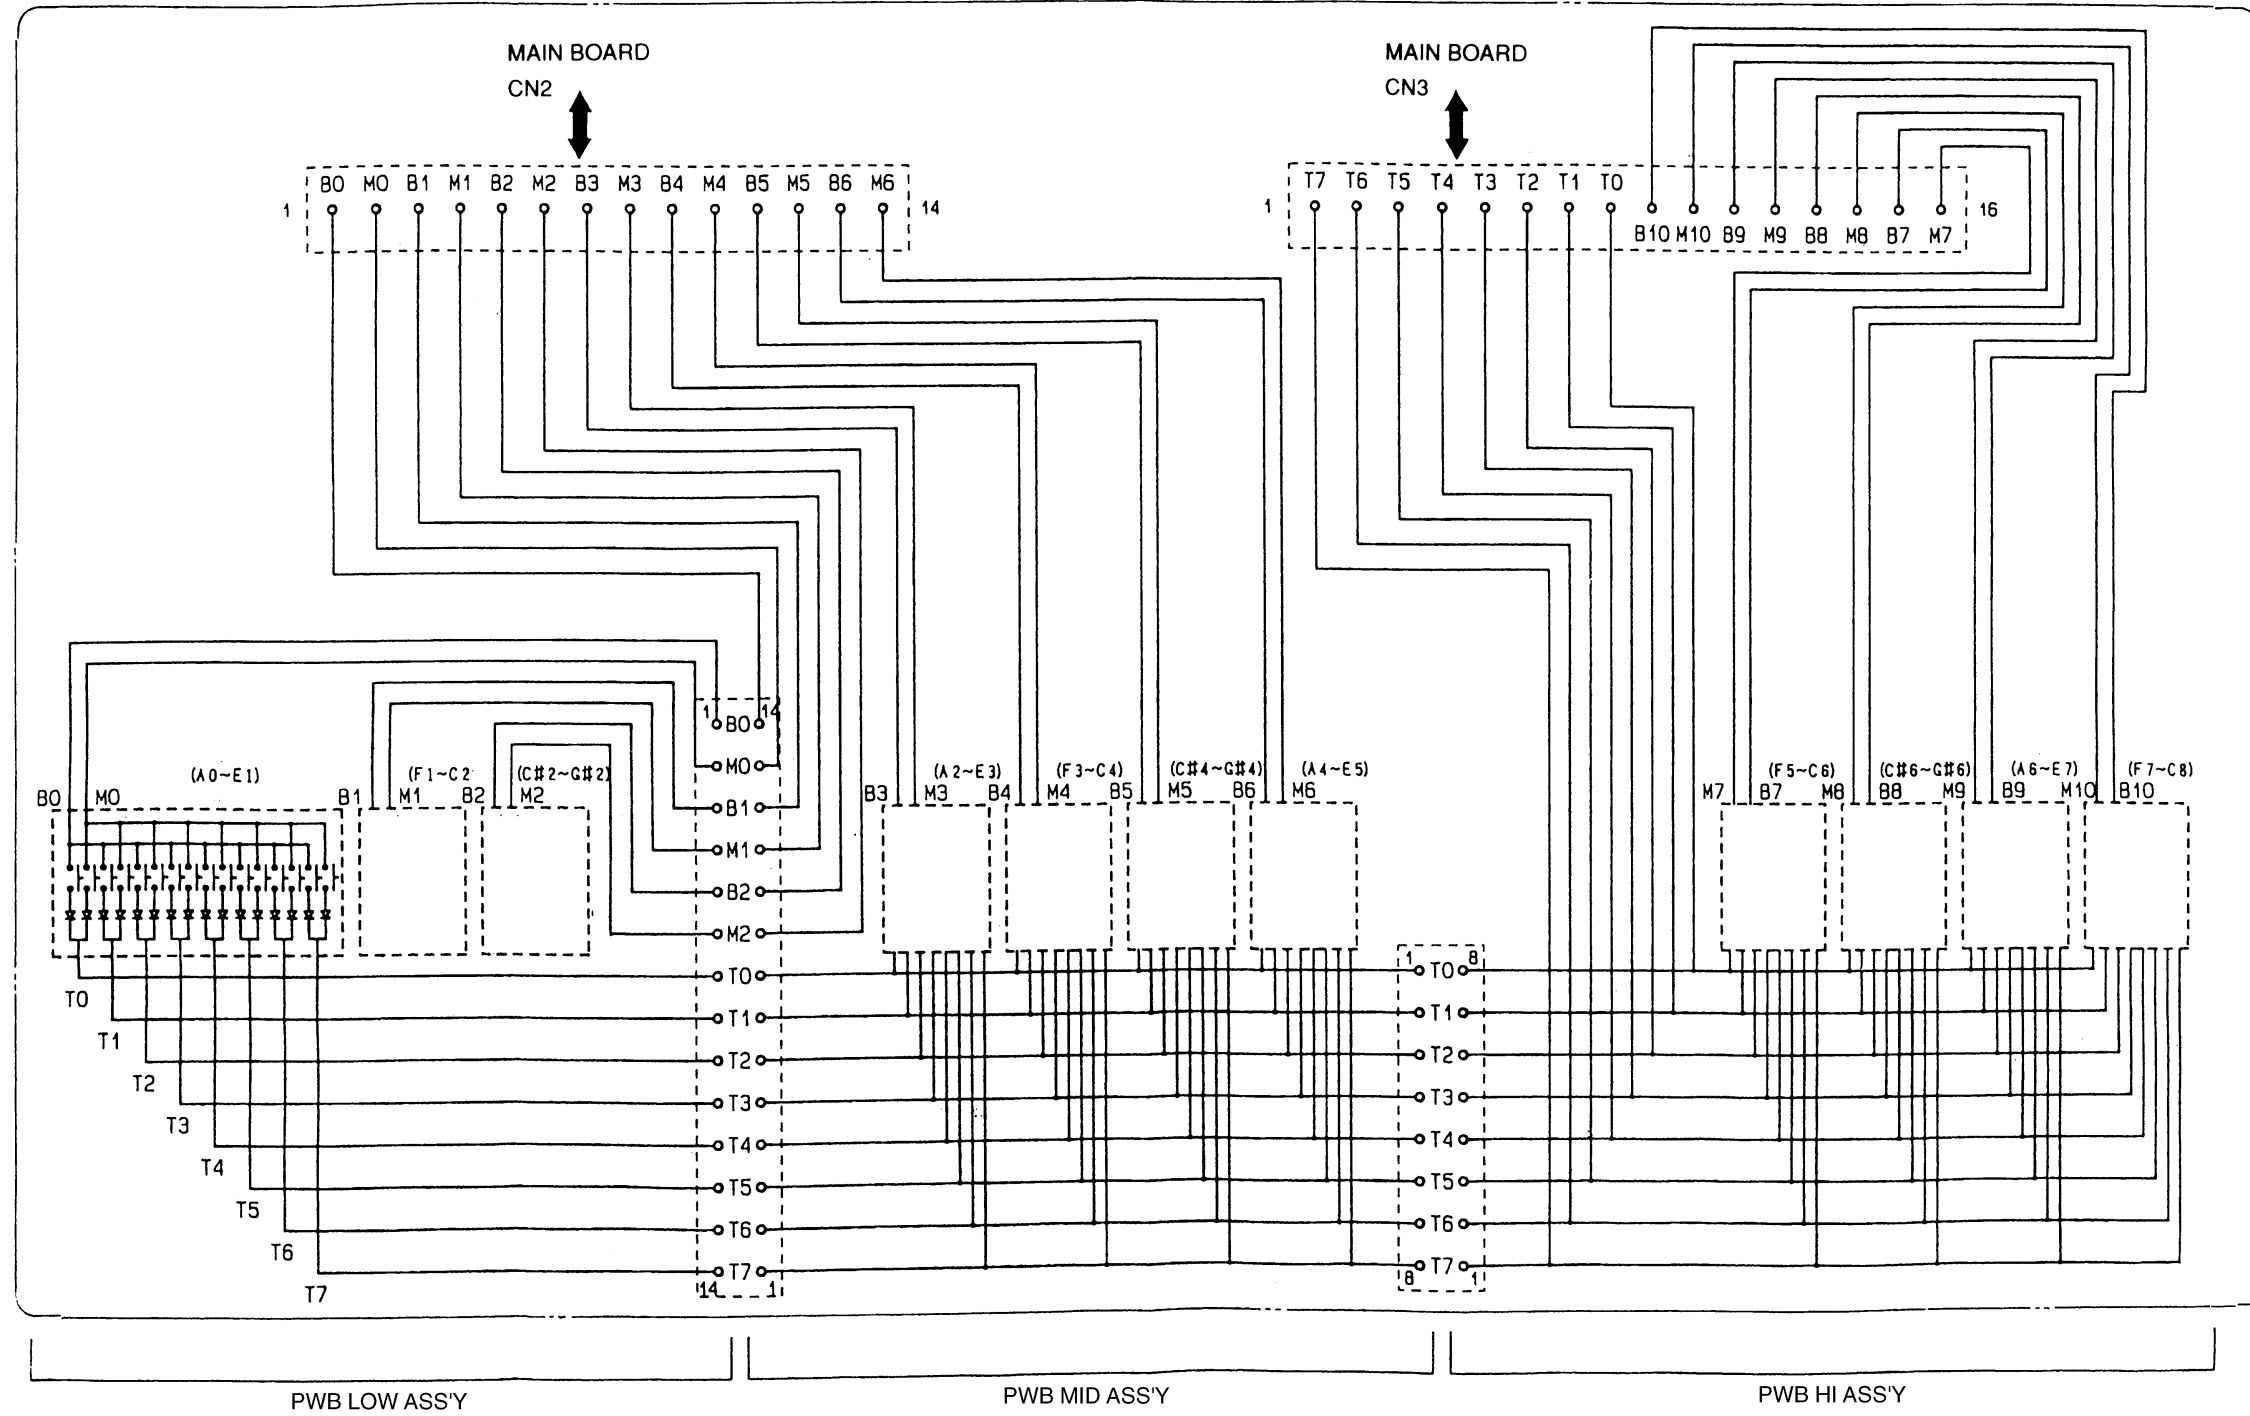 MAIN BOARD
CN2
MAIN BOARD
CN3
B0 M0 B1 M1 B2 M2 B3 M3 B4 M4 B5 M5 B6 M6
1
14
T7 T6 T5 T4 T3 T2 T1 T0
1
16
B10 M10 B9 M9 B8 M8 B7 M7
1 B0 14
M0
B1
M1
B2
M2
T0
T1
T2
T3
T4
T5
T6
T7
14 1
(A0~E1)
B0 M0
(F1~C2
B1 M1
(C#2~G#2)
B2 M2
(A2~E3)
B3 M3
(F3~C4)
B4 M4
(C#4~G#4)
B5 M5
(A4~E5)
B6 M6
(F5~C6)
M7 B7
(C#6~G#6)
M8 B8
(A6~E7)
M9 B9
(F7~C8)
M10 B10
T0
T1
T2
T3
T4
T5
T6
T7
1 T0 8
T1
T2
T3
T4
T5
T6
8 T7 1
PWB LOW ASS'Y
PWB MID ASS'Y
PWB HI ASS'Y